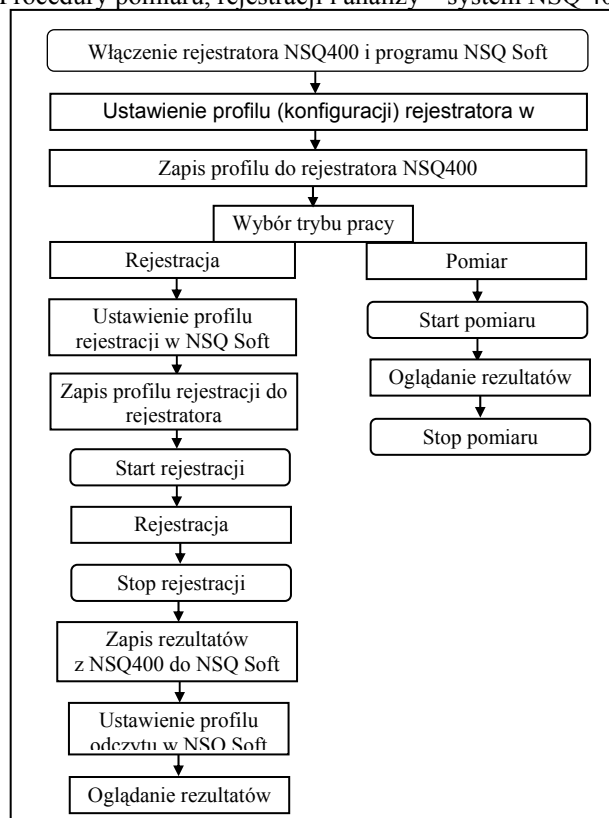 Procedury pomiaru, rejestracji i analizy – system NSQ 40
Włączenie rejestratora NSQ400 i programu NSQ Soft
Ustawienie profilu (konfiguracji) rejestratora w
Zapis profilu do rejestratora NSQ400
Wybór trybu pracy
Rejestracja
Pomiar
Ustawienie profilu
rejestracji w NSQ Soft
Start pomiaru
Zapis profilu rejestracji do
rejestratora
Oglądanie rezultatów
Start rejestracji
Stop pomiaru
Rejestracja
Stop rejestracji
Zapis rezultatów
z NSQ400 do NSQ Soft
Ustawienie profilu
odczytu w NSQ Soft
Oglądanie rezultatów